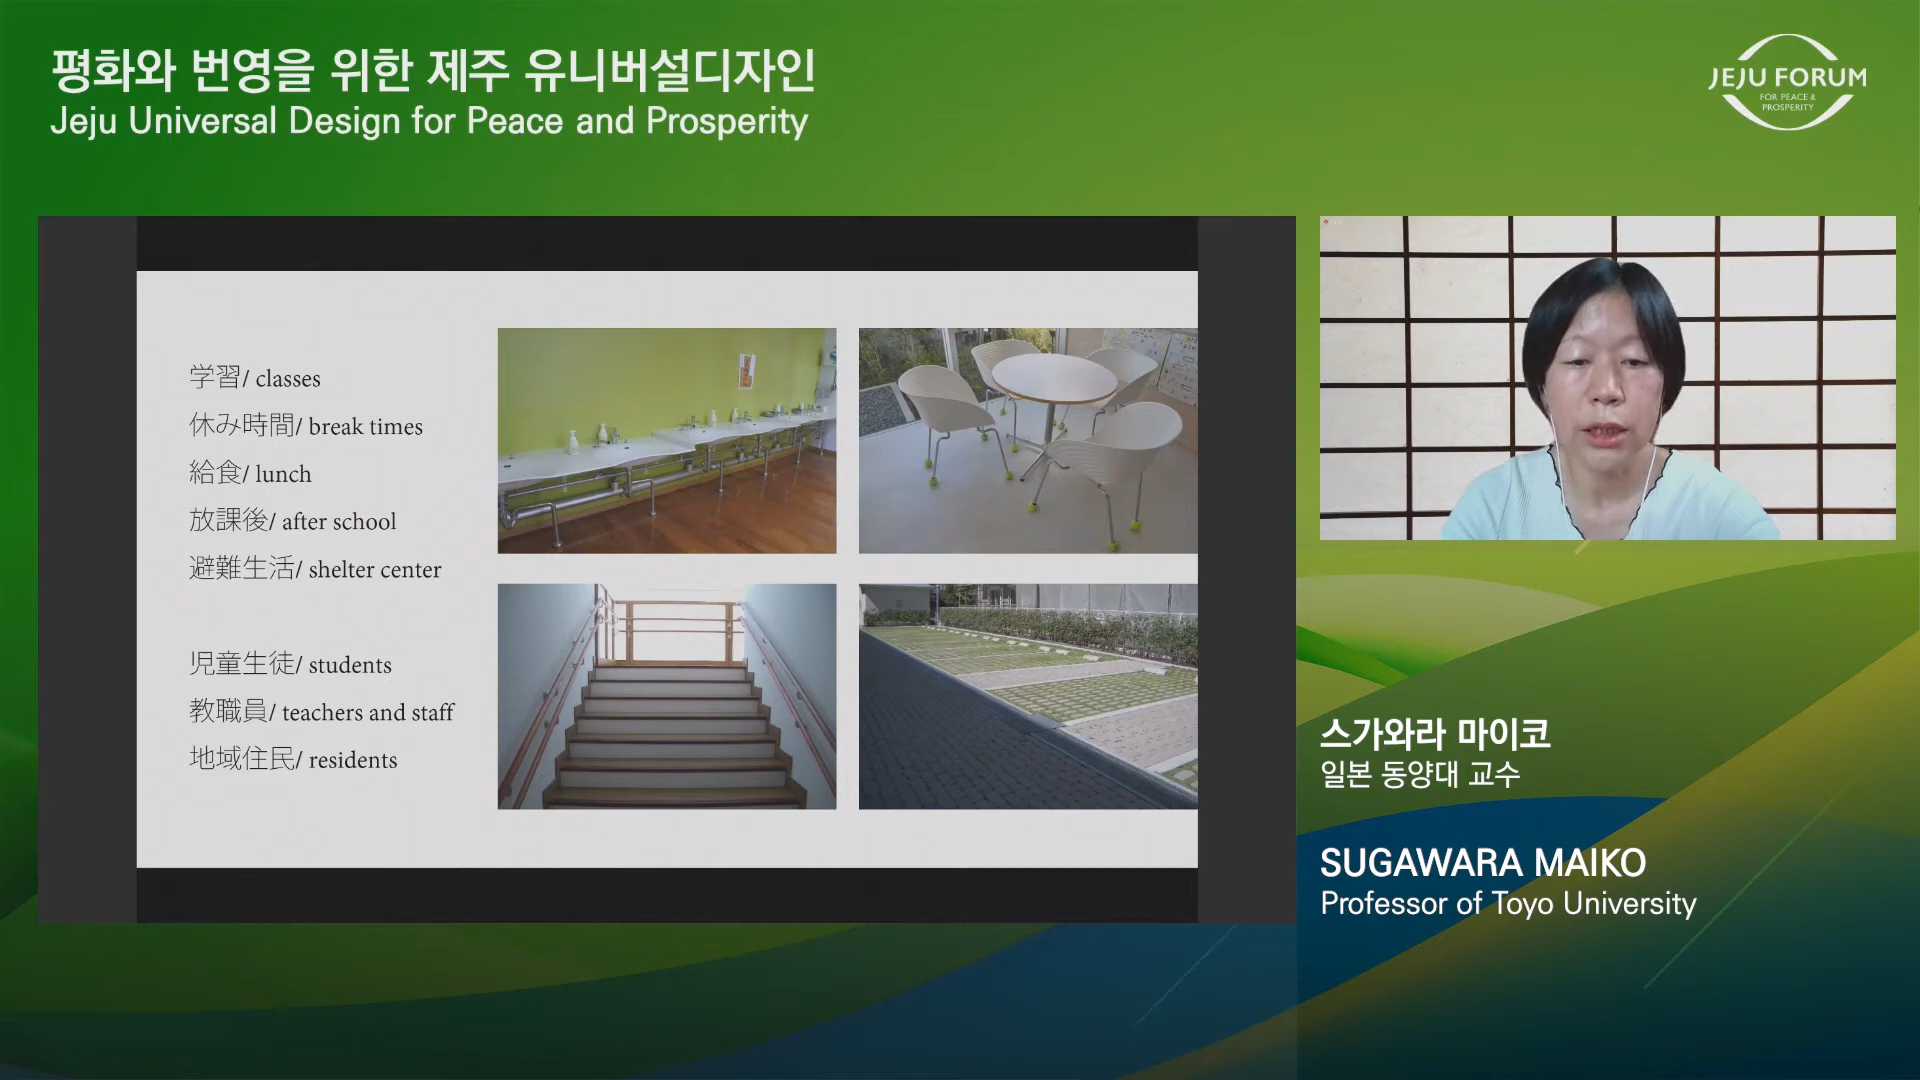 평화와 번영을 위한 제주 유니버설디자인
Jeju Universal Design for Peace and Prosperity
JEJU FORUM
FOR PEACE &
PROSPERITY
学習/ classes
休み時間/ break times
給食/ lunch
放課後/ after school
避難生活/ shelter center
児童生徒/ students
教職員/ teachers and staff
地域住民/ residents
스가와라 마이코
일본 동양대 교수
SUGAWARA MAIKO
Professor of Toyo University